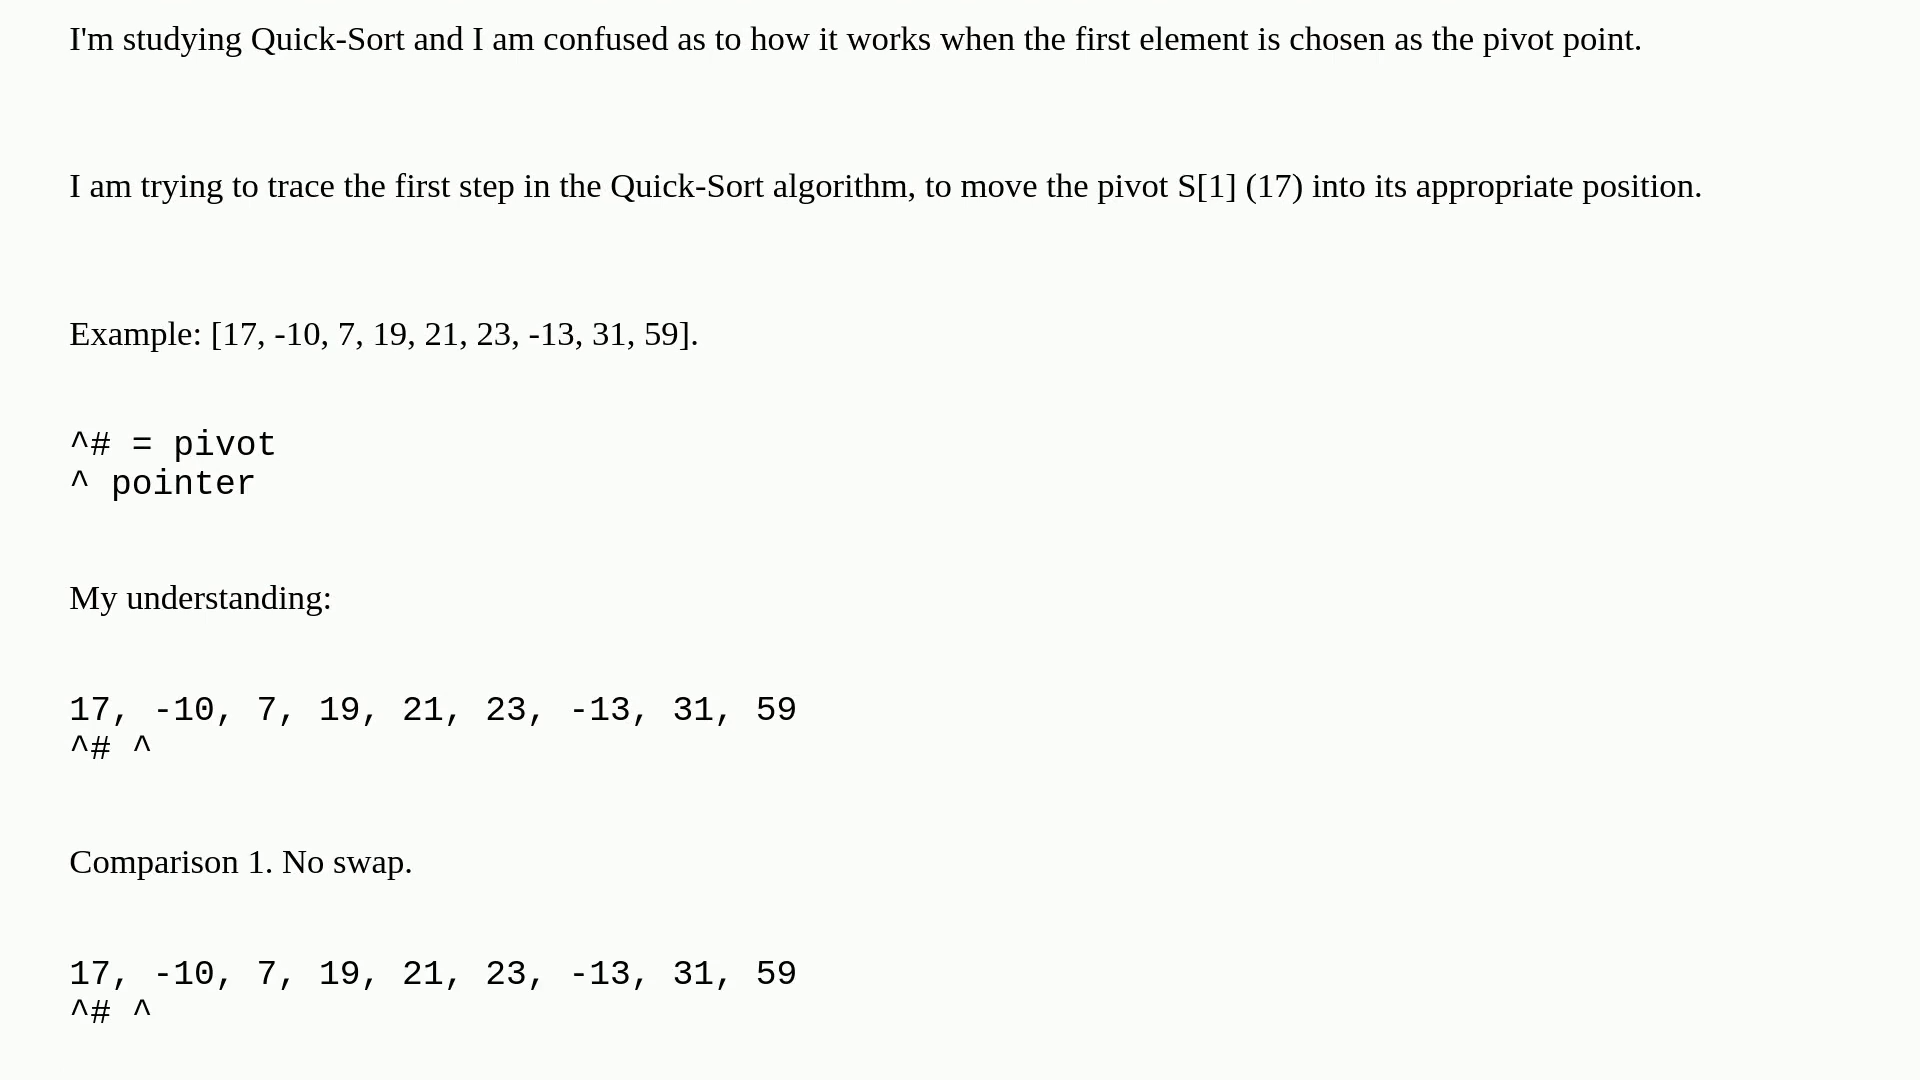 I'm studying Quick-Sort and I am confused as to how it works when the first element is chosen as the pivot point.
I am trying to trace the first step in the Quick-Sort algorithm, to move the pivot S[1] (17) into its appropriate position.
Example: [17, -10, 7, 19, 21, 23, -13, 31, 59].
^# = pivot
^ pointer
My understanding:
17, -10, 7, 19, 21, 23, -13, 31, 59
^# ^
Comparison 1. No swap.
17, -10, 7, 19, 21, 23, -13, 31, 59
^# ^